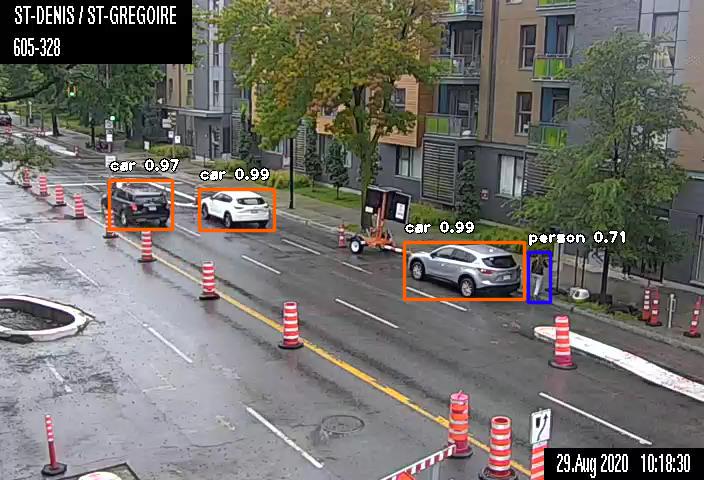 ST-DENIS / ST-GREGOIRE
605-328
car 0.97
car 0.99
car 0.99
person 0.71
29.Aug 2020 10:18:30